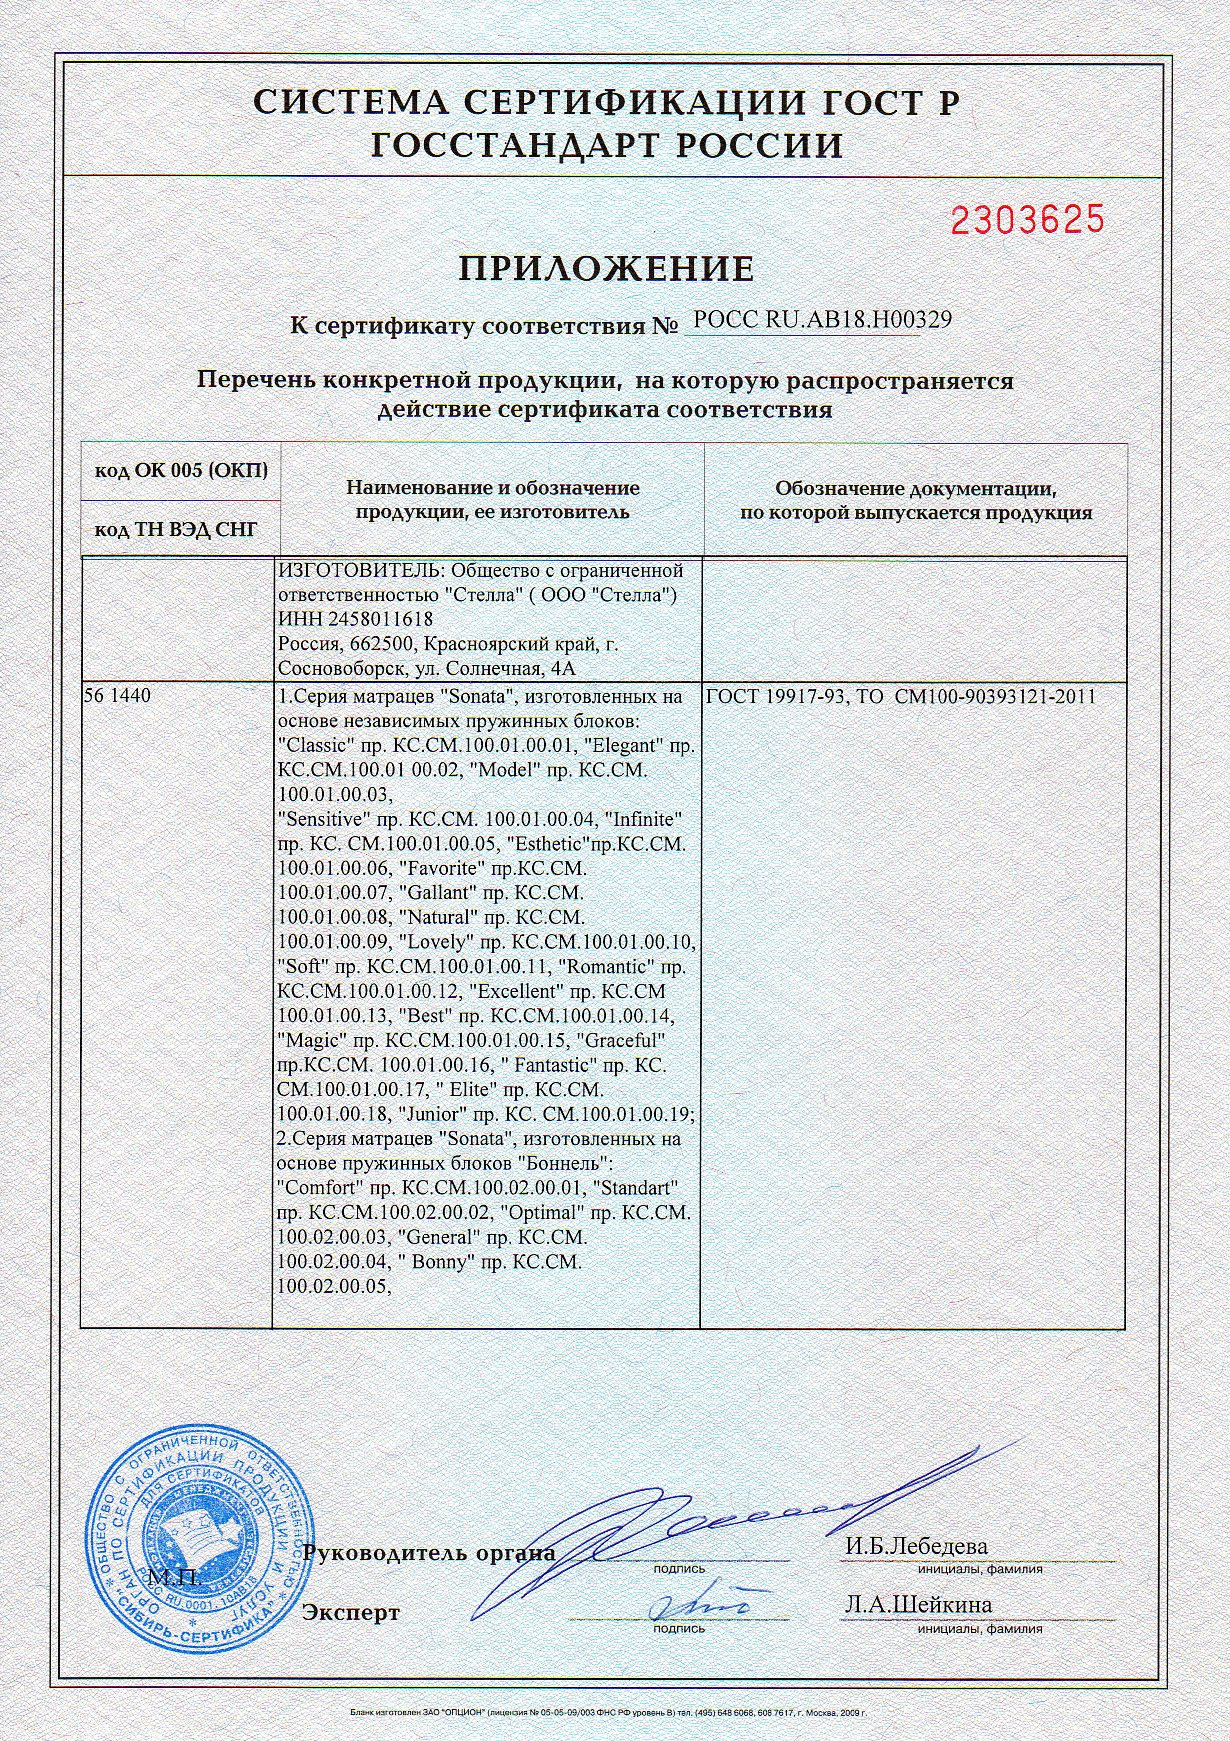 СИСТЕМА СЕРТИФИКАЦИИ ГОСТ Р
ГОССТАНДАРТ РОССИИ
2303625
ПРИЛОЖЕНИЕ
К сертификату соответствия № РОСС RU.АВ18.Н00329
Перечень конкретной продукции, на которую распространяется
действие сертификата соответствия
код ОК 005 (ОКП)
код ТН ВЭД СНГ
Наименование и обозначение
продукции, ее изготовитель
Обозначение документации,
по которой выпускается продукция
ИЗГОТОВИТЕЛЬ: Общество с ограниченной
ответственностью "Стелла" ( ООО "Стелла")
ИНН 2458011618
Россия, 662500, Красноярский край, г.
Сосновоборск, ул. Солнечная, 4А
56 1440
1.Серия матрацев "Sonata", изготовленных на
основе независимых пружинных блоков:
"Classic" пр. КС.СМ.100.01.00.01, "Elegant" пр.
КС.СМ.100.01 00.02, "Model" пр. КС.СМ.
100.01.00.03,
"Sensitive" пр. КС.СМ. 100.01.00.04, "Infinite"
пр. КС. СМ.100.01.00.05, "Esthetic"пр.КС.СМ.
100.01.00.06, "Favorite" пр.КС.СМ.
100.01.00.07, "Gallant" пр. КС.СМ.
100.01.00.08, "Natural" пр. КС.СМ.
100.01.00.09, "Lovely" пр. КС.СМ.100.01.00.10,
"Soft" пр. КС.СМ.100.01.00.11, "Romantic" пр.
КС.СМ.100.01.00.12, "Excellent" пр. КС.СМ
100.01.00.13, "Best" пр. КС.СМ.100.01.00.14,
"Magic" пр. КС.СМ.100.01.00.15, "Graceful"
пр.КС.СМ. 100.01.00.16, " Fantastic" пр. КС.
СМ.100.01.00.17, " Elite" пр. КС.СМ.
100.01.00.18, "Junior" пр. КС. СМ.100.01.00.19;
2.Серия матрацев "Sonata", изготовленных на
основе пружинных блоков "Боннель":
"Comfort" пр. КС.СМ.100.02.00.01, "Standart"
пр. КС.СМ.100.02.00.02, "Optimal" пр. КС.СМ.
100.02.00.03, "General" пр. КС.СМ.
100.02.00.04, " Bonny" пр. КС.СМ.
100.02.00.05,
ГОСТ 19917-93, ТО СМ100-90393121-2011
ОБЩЕСТВО С ОГРАНИЧЕННОЙ ОТВЕТСТВЕННОСТЬЮ
"СИБИРЬ-СЕРТИФИКА"
ОРГАН ПО СЕРТИФИКАЦИИ ПРОДУКЦИИ И УСЛУГ
ДЛЯ СЕРТИФИКАТОВ
РОСС RU.0001.10АВ18
М.П.
Руководитель органа
подпись
И.Б.Лебедева
инициалы, фамилия
Эксперт
подпись
Л.А.Шейкина
инициалы, фамилия
Бланк изготовлен ЗАО "ОПЦИОН" (лицензия № 05-05-09/003 ФНС РФ уровень В) тел. (495) 648 6068, 608 7617, г. Москва, 2009 г.